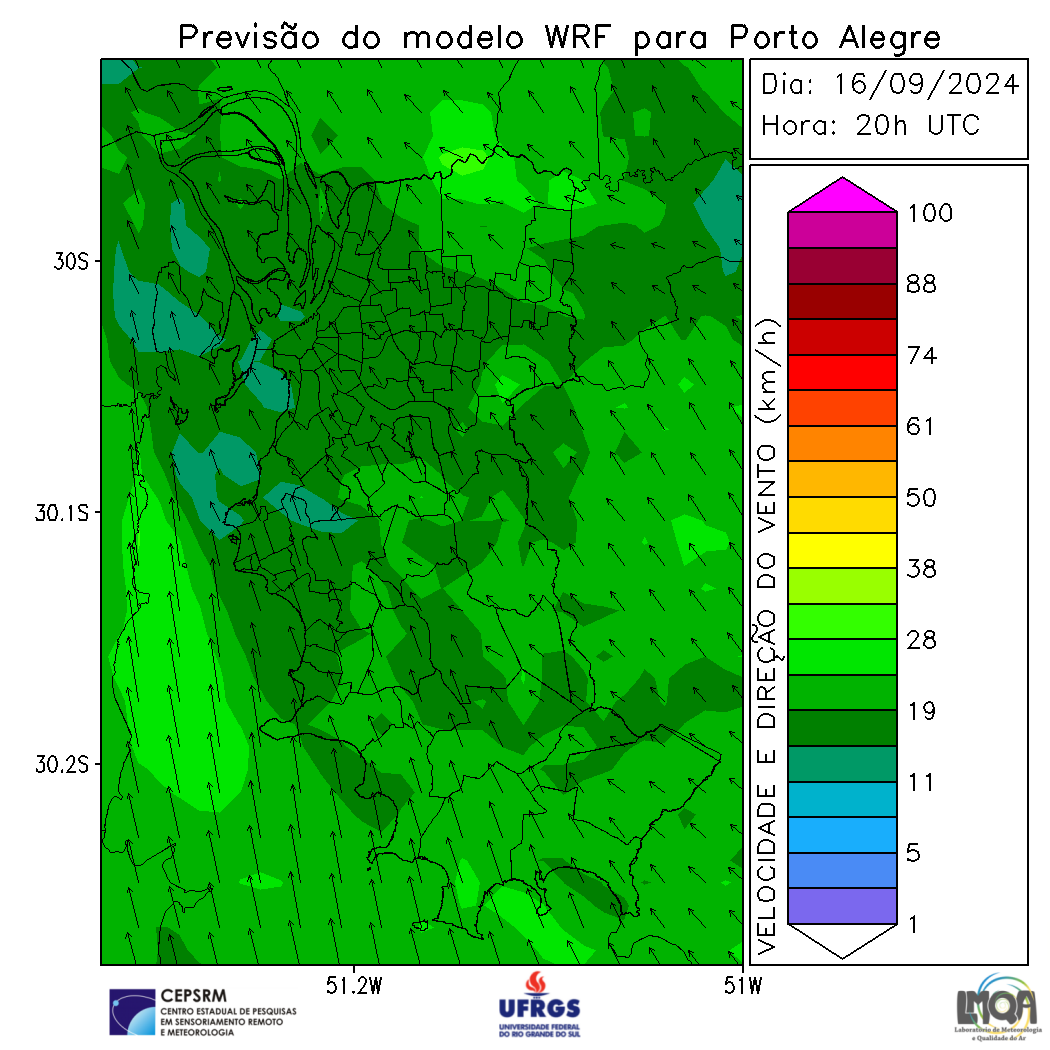 Previsão do modelo WRF para Porto Alegre
Dia: 16/09/2024
Hora: 20h UTC
30S
30.1S
30.2S
51.2W
51W
VELOCIDADE E DIREÇÃO DO VENTO (km/h)
100
88
74
61
50
38
28
19
11
5
1
CEPSRM
CENTRO ESTADUAL DE PESQUISAS
EM SENSORIAMENTO REMOTO
E METEOROLOGIA
UFRGS
UNIVERSIDADE FEDERAL
DO RIO GRANDE DO SUL
LMQA
Laboratório de Meteorologia
e Qualidade do Ar